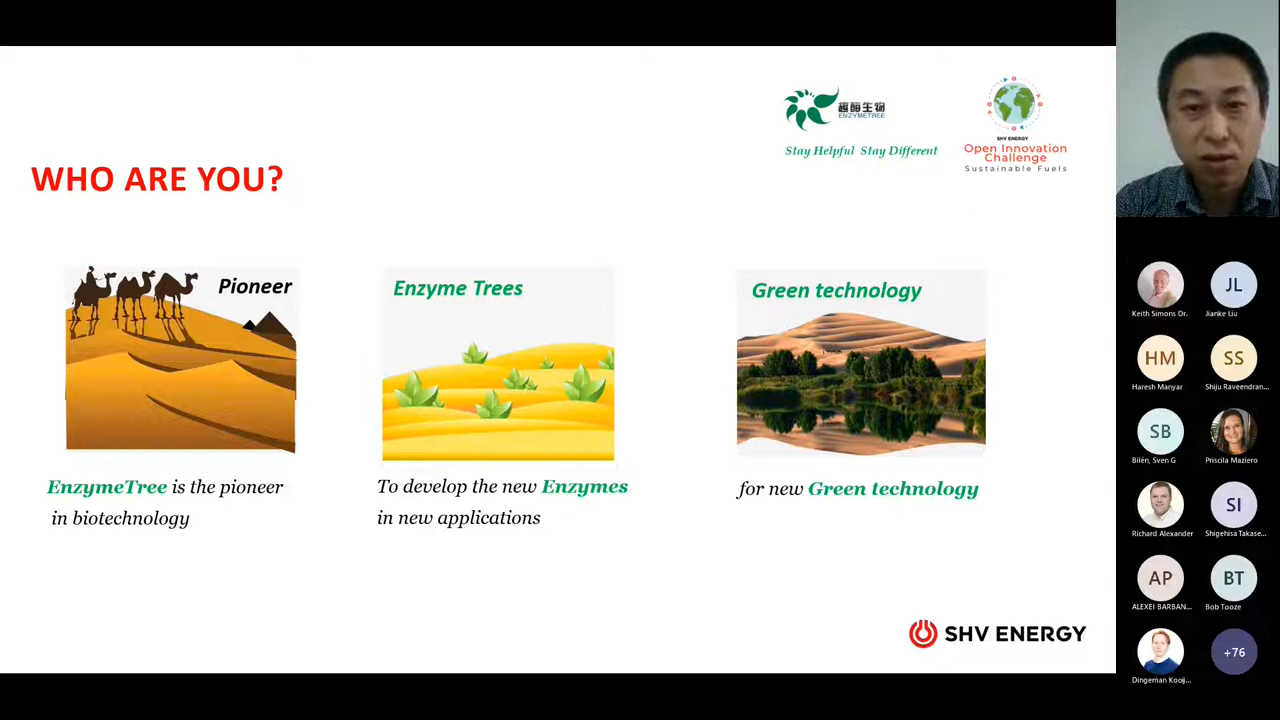 趣酶生物
ENZYMETREE
Stay Helpful Stay Different
SHV ENERGY
Open Innovation
Challenge
Sustainable Fuels
WHO ARE YOU?
Pioneer
Enzyme Trees
Green technology
EnzymeTree is the pioneer
in biotechnology
To develop the new Enzymes
in new applications
for new Green technology
SHV ENERGY
Keith Simons Dr.
JL
Jianke Liu
HM
Haresh Manyar
SS
Shiju Raveendran...
SB
Bilén, Sven G
Priscila Maziero
Richard Alexander
SI
Shigehisa Takase...
AP
ALEXEI BARBAN...
BT
Bob Tooze
Dingeman Kooij...
+76